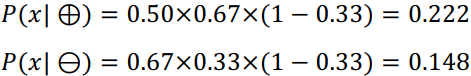 P(x| ⊕) = 0.50×0.67×(1 − 0.33) = 0.222
P(x| ⊖) = 0.67×0.33×(1 − 0.33) = 0.148